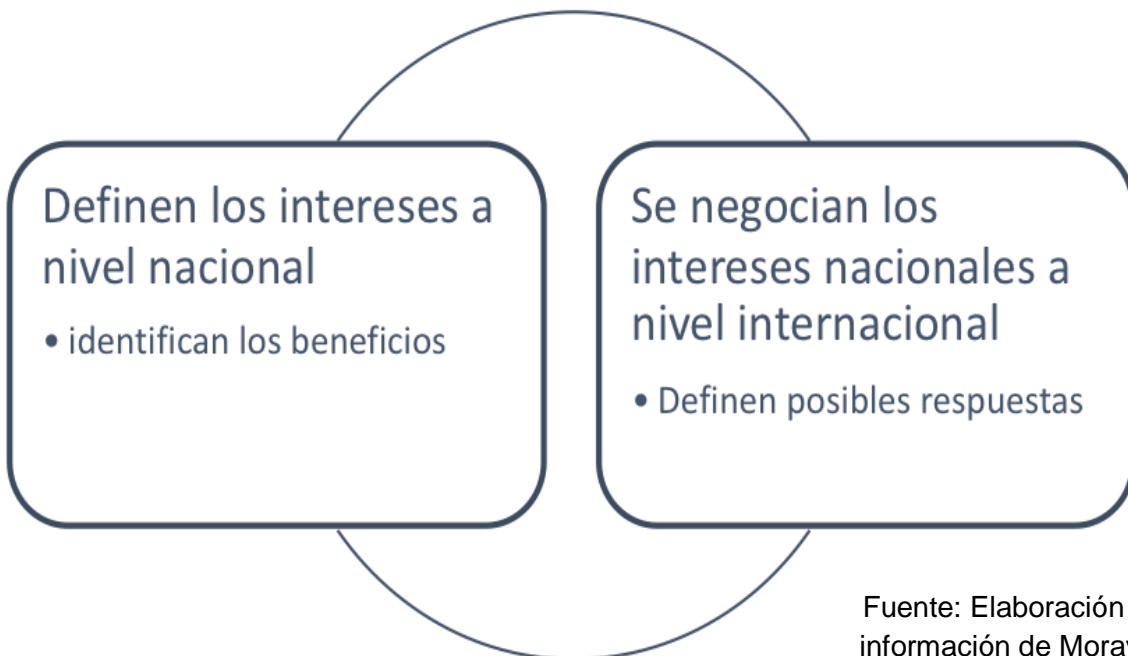 Definen los intereses a
nivel nacional
• identifican los beneficios
Se negocian los
intereses nacionales a
nivel internacional
• Definen posibles respuestas
Fuente: Elaboración
información de